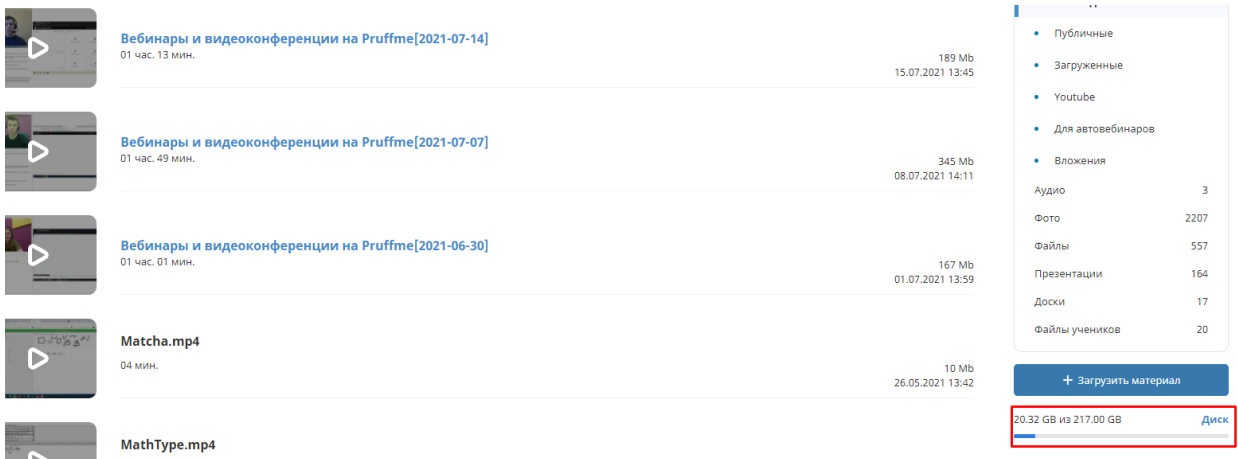 Вебинары и видеоконференции на Pruffme[2021-07-14]
01 час. 13 мин.
189 Mb
15.07.2021 13:45
Вебинары и видеоконференции на Pruffme[2021-07-07]
01 час. 49 мин.
345 Mb
08.07.2021 14:11
Вебинары и видеоконференции на Pruffme[2021-06-30]
01 час. 01 мин.
167 Mb
01.07.2021 13:59
Matcha.mp4
04 мин.
10 Mb
26.05.2021 13:42
MathType.mp4
Публичные
Загруженные
Youtube
Для автовебинаров
Вложения
Аудио 3
Фото 2207
Файлы 557
Презентации 164
Доски 17
Файлы учеников 20
+ Загрузить материал
20.32 GB из 217.00 GB Диск